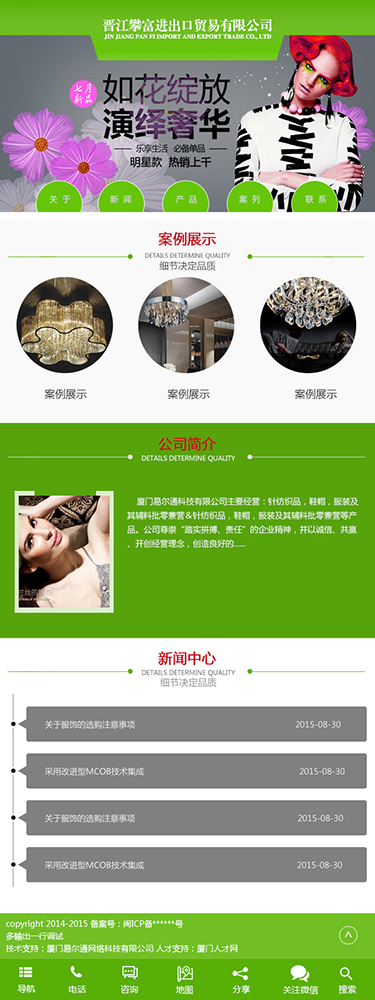 晋江攀富进出口贸易有限公司
JIN JIANG PAN FI IMPORT AND EXPORT TRADE CO., LTD
七月
新品
如花绽放
演绎奢华
乐享生活 必备单品
明星款 热销上千
关于
新闻
产品
案列
联系
案例展示
DETAILS DETERMINE QUALITY
细节决定品质
案例展示
案例展示
案例展示
公司简介
DETAILS DETERMINE QUALITY
厦门易尔通科技有限公司主要经营：针纺织品，鞋帽，服装及
其辅料批零兼营&针纺织品，鞋帽，服装及其辅料批零兼营等产
品。公司尊崇“踏实拼搏、责任”的企业精神，并以诚信、共赢
、开创经营理念，创造良好的......
新闻中心
DETAILS DETERMINE QUALITY
细节决定品质
关于服饰的选购注意事项 2015-08-30
采用改进型MCOB技术集成 2015-08-30
关于服饰的选购注意事项 2015-08-30
采用改进型MCOB技术集成 2015-08-30
copyright 2014-2015 备案号：闽ICP备******号
多输出一行调试
技术支持：厦门易尔通网络科技有限公司 人才支持：厦门人才网
导航
电话
咨询
地图
分享
关注微信
搜索